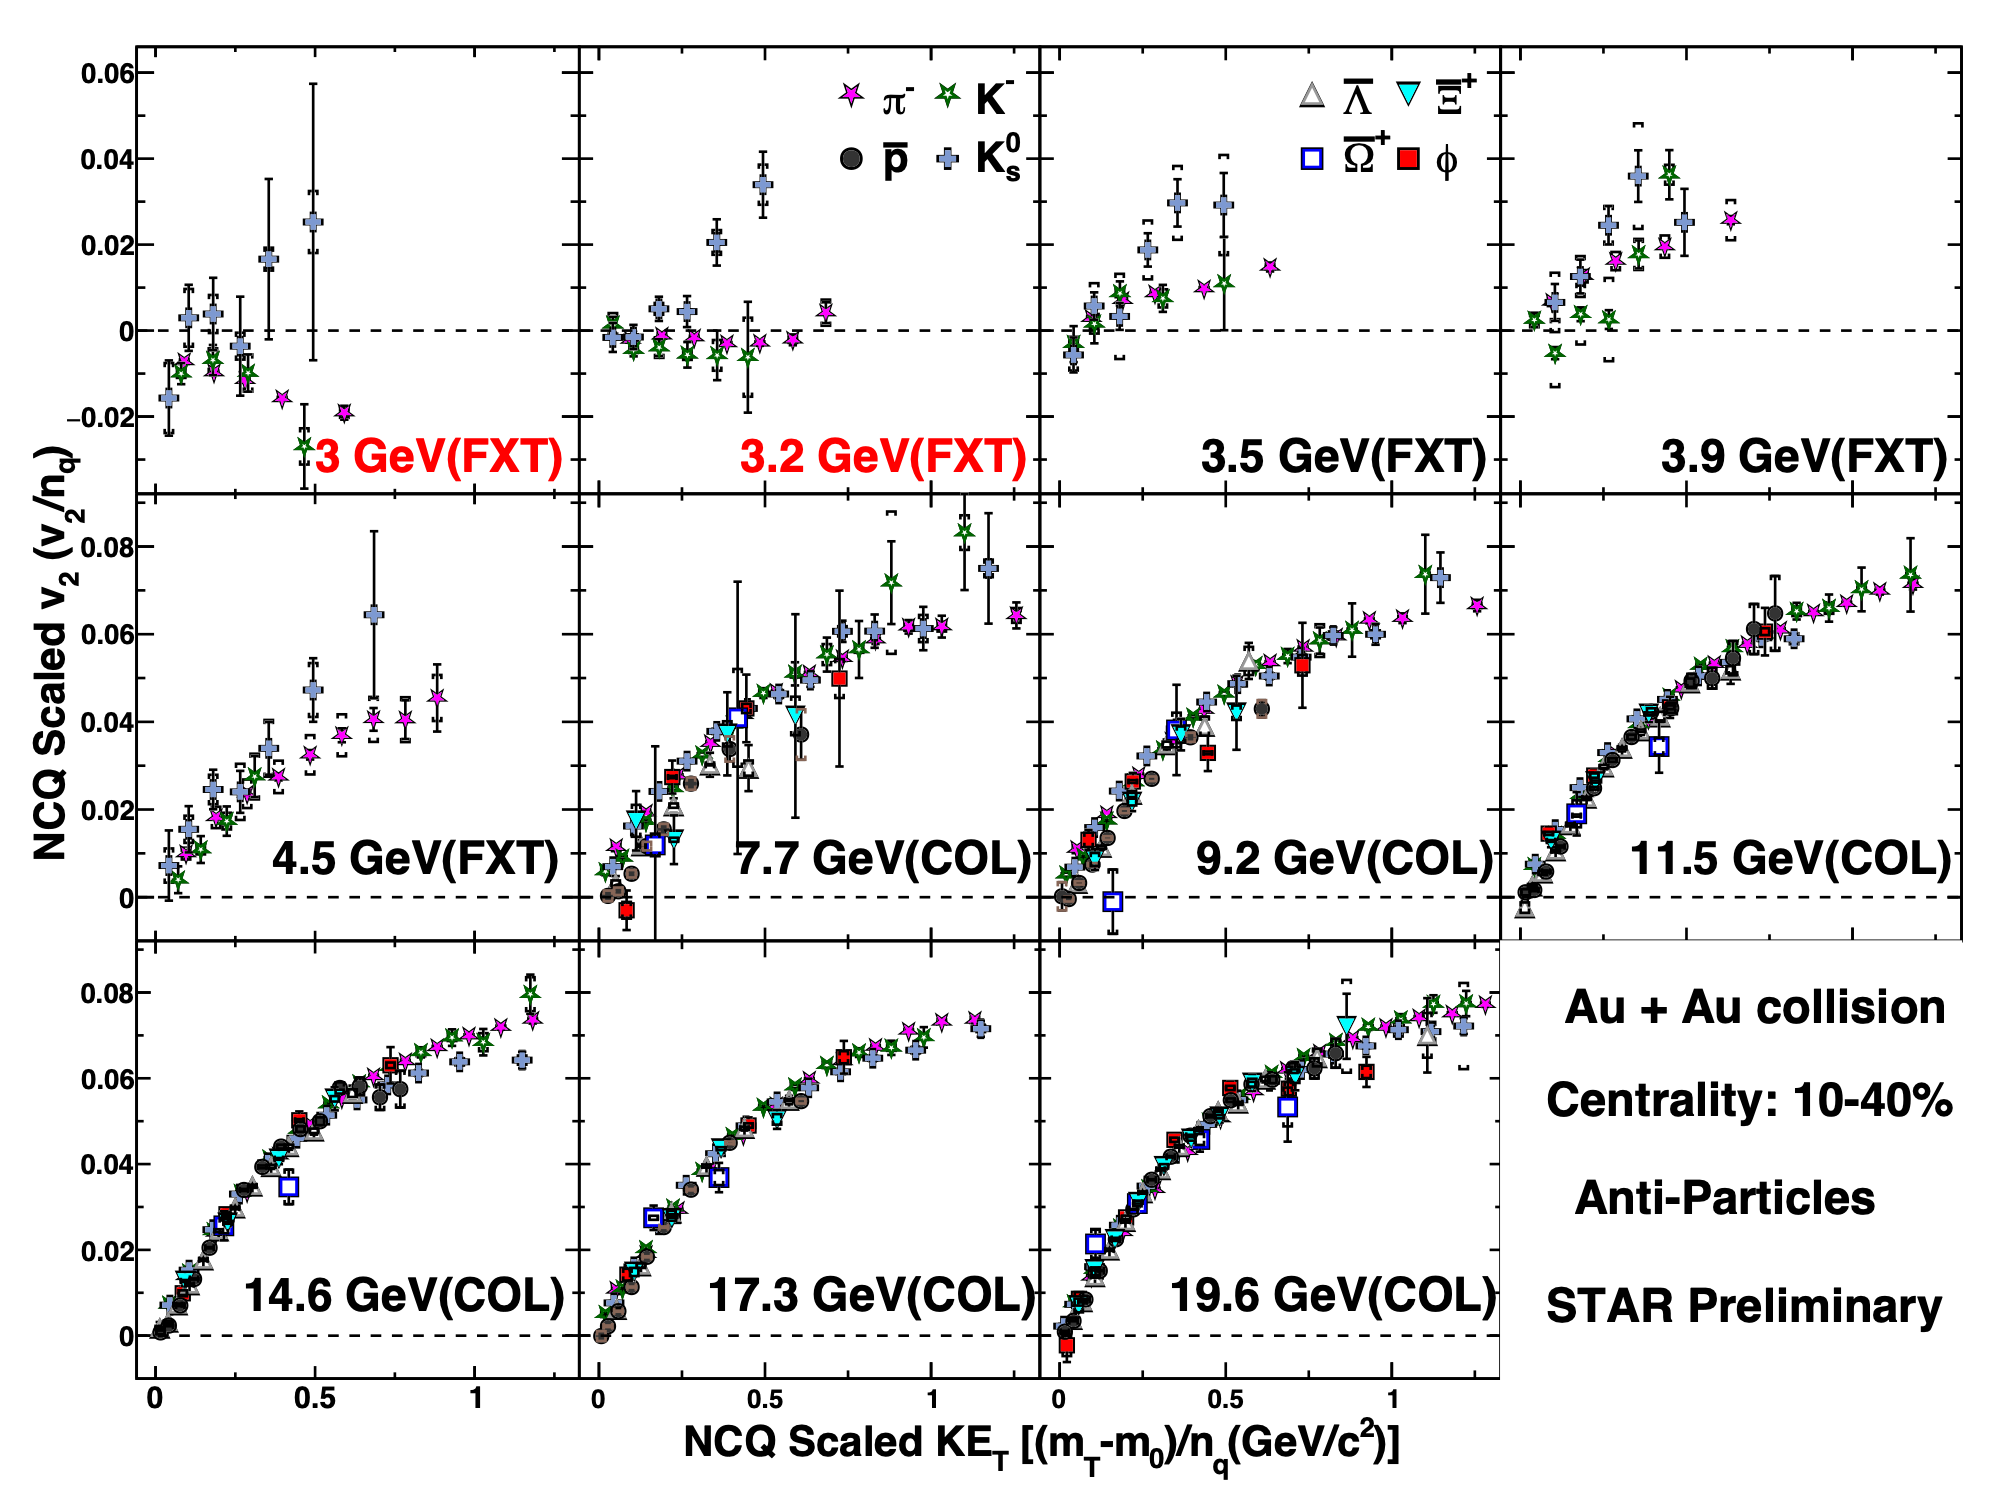 0.06
0.04
0.02
0
−0.02
3 GeV(FXT)
π⁻ K⁻
p̅ K⁰ₛ
3.2 GeV(FXT)
Λ̅ Ξ̅⁺
Ω̅⁺ ϕ
3.5 GeV(FXT)
3.9 GeV(FXT)
NCQ Scaled v₂ (v₂/n_q)
0.08
0.06
0.04
0.02
0
4.5 GeV(FXT)
7.7 GeV(COL)
9.2 GeV(COL)
11.5 GeV(COL)
0.08
0.06
0.04
0.02
0
14.6 GeV(COL)
17.3 GeV(COL)
19.6 GeV(COL)
Au + Au collision
Centrality: 10-40%
Anti-Particles
STAR Preliminary
0 0.5 1
0 0.5 1
0 0.5 1
NCQ Scaled KE_T [(m_T-m₀)/n_q(GeV/c²)]